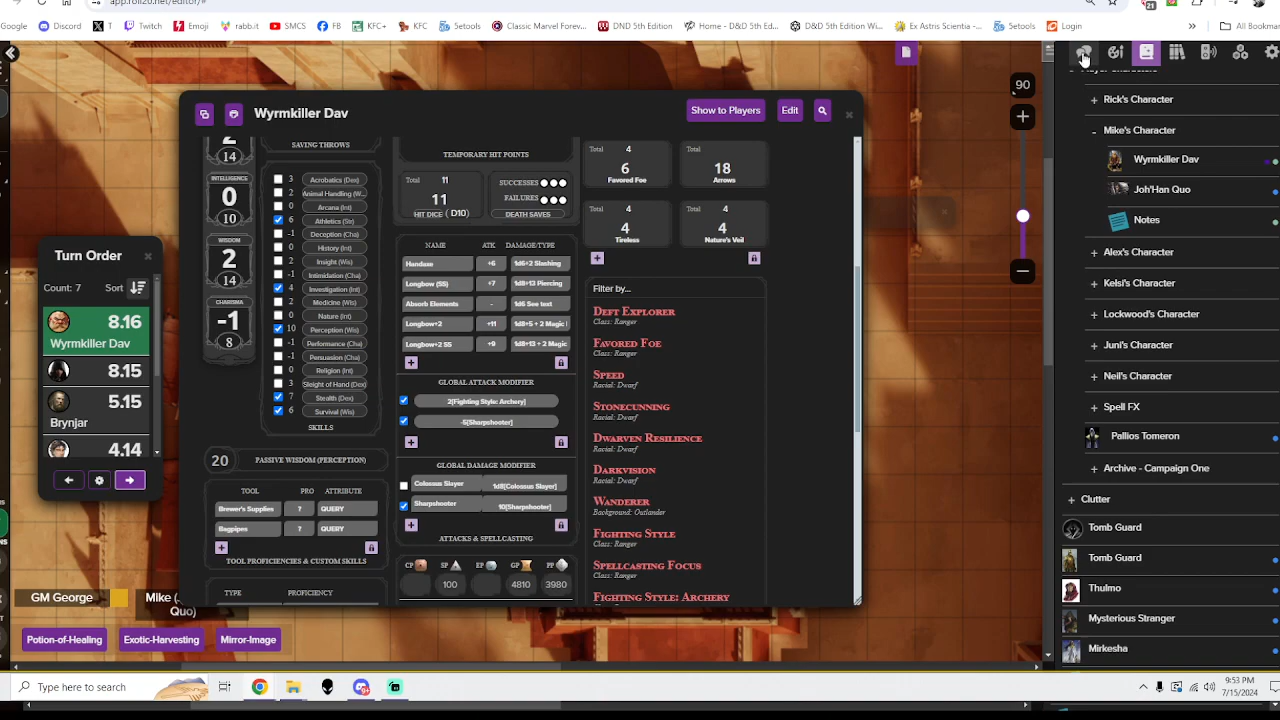 app.roll20.net/editor/#
21
Google
Discord
X T
Twitch
Emoji
rabb.it
SMCS
FB
KFC+
KFC
5etools
Classic Marvel Forev...
DND 5th Edition
Home - D&D 5th Ed...
D&D 5th Edition Wi...
Ex Astris Scientia -...
5etools
Login
»
All Bookmar
Wyrmkiller Dav
Show to Players
Edit
90
14
INTELLIGENCE
0
10
WISDOM
2
14
CHARISMA
-1
8
SAVING THROWS
3 Acrobatics (Dex)
2 Animal Handling (W...
0 Arcana (Int)
6 Athletics (Str)
-1 Deception (Cha)
0 History (Int)
2 Insight (Wis)
-1 Intimidation (Cha)
4 Investigation (Int)
2 Medicine (Wis)
0 Nature (Int)
10 Perception (Wis)
-1 Performance (Cha)
-1 Persuasion (Cha)
0 Religion (Int)
3 Sleight of Hand (Dex)
7 Stealth (Dex)
6 Survival (Wis)
SKILLS
20 PASSIVE WISDOM (PERCEPTION)
TOOL PRO ATTRIBUTE
Brewer's Supplies ? QUERY
Bagpipes ? QUERY
TOOL PROFICIENCIES & CUSTOM SKILLS
TYPE PROFICIENCY
TEMPORARY HIT POINTS
Total 11
11
HIT DICE ( D10)
SUCCESSES
FAILURES
DEATH SAVES
NAME ATK DAMAGE/TYPE
Handaxe +6 1d6+2 Slashing
Longbow (SS) +7 1d8+13 Piercing
Absorb Elements - 1d6 See text
Longbow+2 +11 1d8+5 + 2 Magic
Longbow+2 SS +9 1d8+13 + 2 Magic
GLOBAL ATTACK MODIFIER
2[Fighting Style: Archery]
-5[Sharpshooter]
GLOBAL DAMAGE MODIFIER
Colossus Slayer 1d8[Colossus Slayer]
Sharpshooter 10[Sharpshooter]
ATTACKS & SPELLCASTING
CP SP EP GP PP
100 4810 3980
Total 4
6
Favored Foe
Total
18
Arrows
Total 4
4
Tireless
Total 4
4
Nature's Veil
Filter by...
DEFT EXPLORER
Class: Ranger
FAVORED FOE
Class: Ranger
SPEED
Racial: Dwarf
STONECUNNING
Racial: Dwarf
DWARVEN RESILIENCE
Racial: Dwarf
DARKVISION
Racial: Dwarf
WANDERER
Background: Outlander
FIGHTING STYLE
Class: Ranger
SPELLCASTING FOCUS
Class: Ranger
FIGHTING STYLE: ARCHERY
Turn Order
Count: 7 Sort
8.16
Wyrmkiller Dav
8.15
5.15
Brynjar
4.14
GM George
Mike (
Quo)
Potion-of-Healing
Exotic-Harvesting
Mirror-Image
Rick's Character
Mike's Character
Wyrmkiller Dav
Joh'Han Quo
Notes
Alex's Character
Kelsi's Character
Lockwood's Character
Juni's Character
Neil's Character
Spell FX
Pallos Tomeron
Archive - Campaign One
Clutter
Tomb Guard
Tomb Guard
Thulmo
Mysterious Stranger
Mirkesha
Type here to search
9:53 PM
7/15/2024